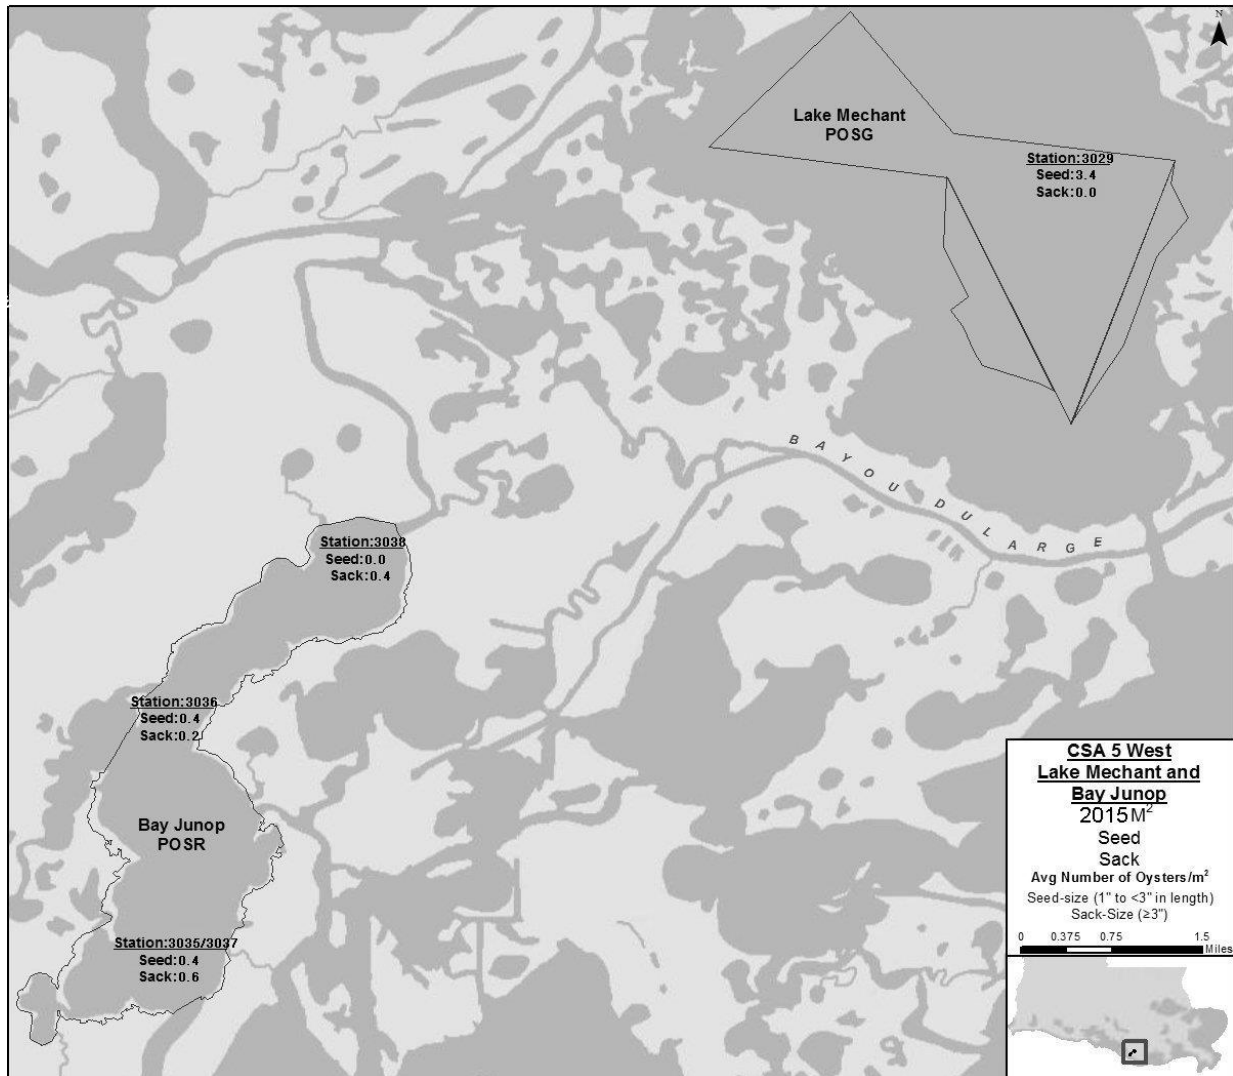 N
Lake Mechant
POSG
Station:3029
Seed:3.4
Sack:0.0
BAYOU DULARGE
Station:3038
Seed:0.0
Sack:0.4
Station:3036
Seed:0.4
Sack:0.2
Bay Junop
POSR
Station:3035/3037
Seed:0.4
Sack:0.6
CSA 5 West
Lake Mechant and
Bay Junop
2015M²
Seed
Sack
Avg Number of Oysters/m²
Seed-size (1" to <3" in length)
Sack-Size (≥3")
0 0.375 0.75 1.5
Miles